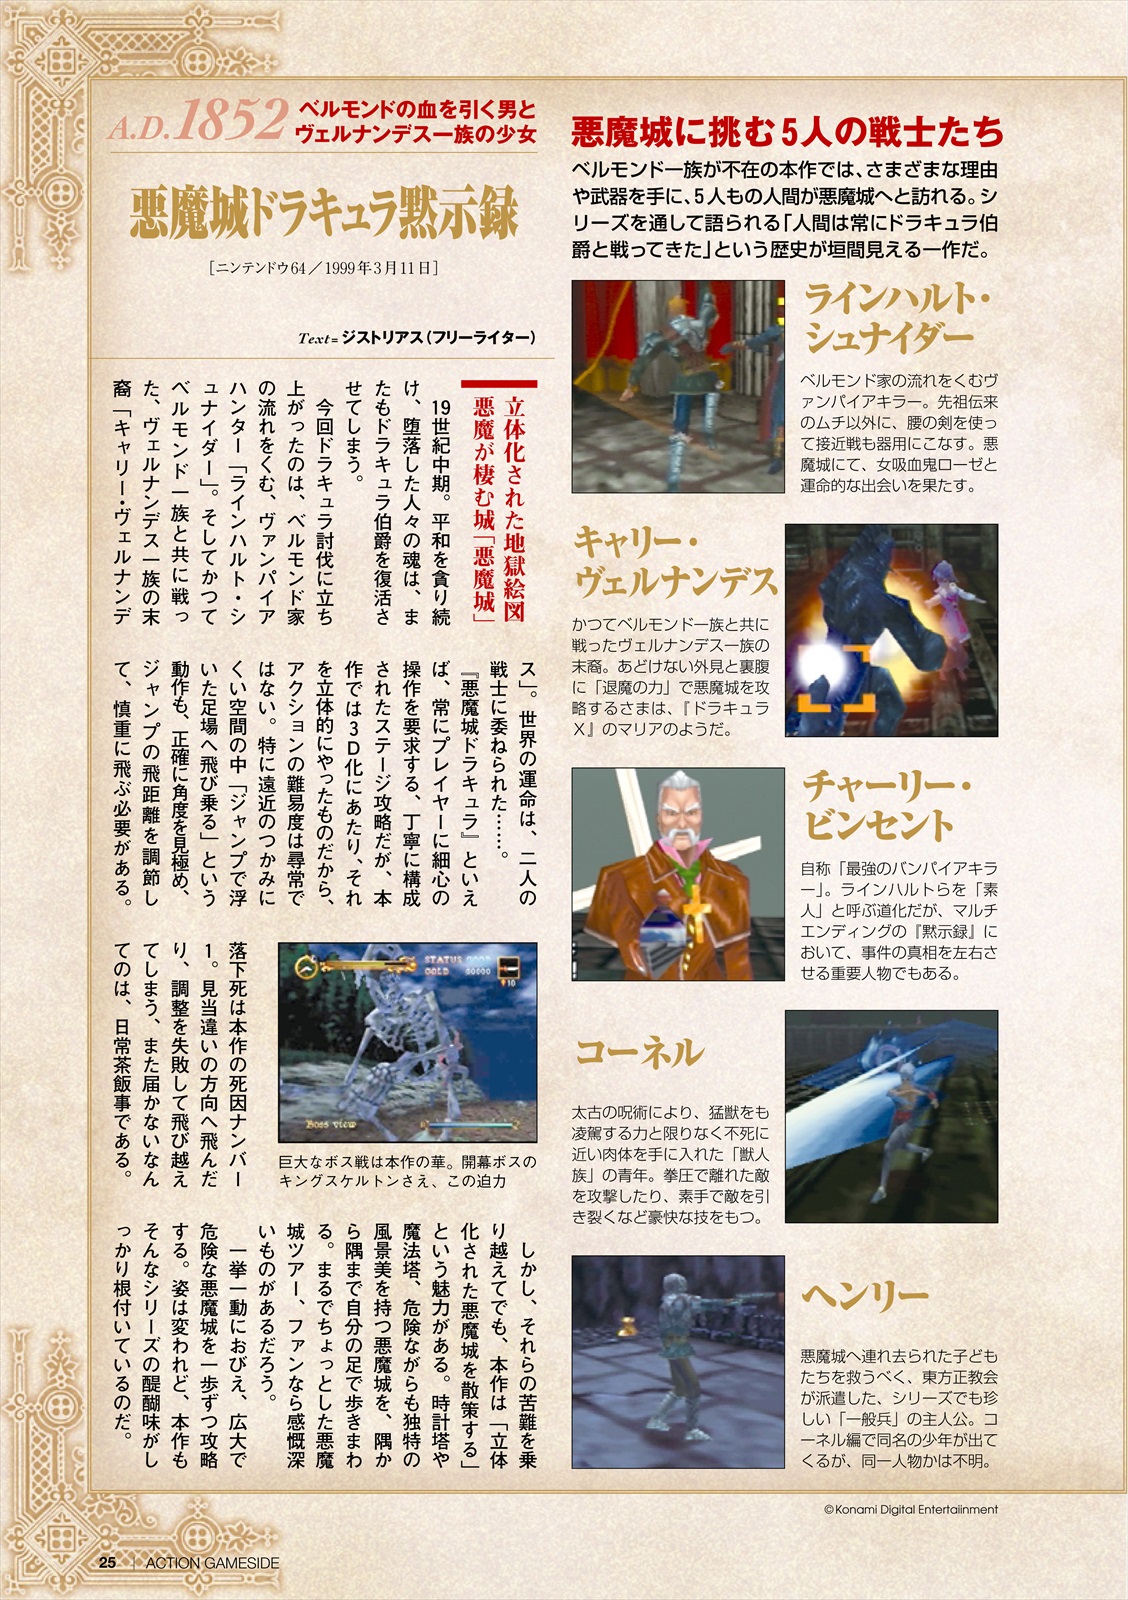 A.D.1852
ベルモンドの血を引く男と
ヴェルナンデス一族の少女
悪魔城ドラキュラ黙示録
［ニンテンドウ64／1999年3月11日］
Text=ジストリアス（フリーライター）
立体化された地獄絵図
悪魔が棲む城「悪魔城」
19世紀中期。平和を貪り続
け、堕落した人々の魂は、ま
たもドラキュラ伯爵を復活さ
せてしまう。
今回ドラキュラ討伐に立ち
上がったのは、ベルモンド家
の流れをくむ、ヴァンパイア
ハンター「ラインハルト・シ
ュナイダー」。そしてかつて
ベルモンド一族と共に戦っ
た、ヴェルナンデス一族の末
裔「キャリー・ヴェルナンデ
ス」。世界の運命は、二人の
戦士に委ねられた……。
『悪魔城ドラキュラ』といえ
ば、常にプレイヤーに細心の
操作を要求する、丁寧に構成
されたステージ攻略だが、本
作では3D化にあたり、それ
を立体的にやったものだから、
アクションの難易度は尋常で
はない。特に遠近のつかみに
くい空間の中「ジャンプで浮
いた足場へ飛び乗る」という
動作も、正確に角度を見極め、
ジャンプの飛距離を調節し
て、慎重に飛ぶ必要がある。
落下死は本作の死因ナンバー
1。見当違いの方向へ飛んだ
り、調整を失敗して飛び越え
てしまう、また届かないなん
てのは、日常茶飯事である。
STATUS
GOLD 00000
10
Boss view
巨大なボス戦は本作の華。開幕ボスの
キングスケルトンさえ、この迫力
しかし、それらの苦難を乗
り越えてでも、本作は「立体
化された悪魔城を散策する」
という魅力がある。時計塔や
魔法塔、危険ながらも独特の
風景美を持つ悪魔城を、隅か
ら隅まで自分の足で歩きまわ
る。まるでちょっとした悪魔
城ツアー、ファンなら感慨深
いものがあるだろう。
一挙一動におびえ、広大で
危険な悪魔城を一歩ずつ攻略
する。姿は変われど、本作も
そんなシリーズの醍醐味がし
っかり根付いているのだ。
悪魔城に挑む5人の戦士たち
ベルモンド一族が不在の本作では、さまざまな理由
や武器を手に、5人もの人間が悪魔城へと訪れる。シ
リーズを通して語られる「人間は常にドラキュラ伯
爵と戦ってきた」という歴史が垣間見える一作だ。
ラインハルト・
シュナイダー
ベルモンド家の流れをくむヴ
ァンパイアキラー。先祖伝来
のムチ以外に、腰の剣を使っ
て接近戦も器用にこなす。悪
魔城にて、女吸血鬼ローゼと
運命的な出会いを果たす。
キャリー・
ヴェルナンデス
かつてベルモンド一族と共に
戦ったヴェルナンデス一族の
末裔。あどけない外見と裏腹
に「退魔の力」で悪魔城を攻
略するさまは、『ドラキュラ
X』のマリアのようだ。
チャーリー・
ビンセント
自称「最強のバンパイアキラ
ー」。ラインハルトらを「素
人」と呼ぶ道化だが、マルチ
エンディングの『黙示録』に
おいて、事件の真相を左右さ
せる重要人物でもある。
コーネル
太古の呪術により、猛獣をも
凌駕する力と限りなく不死に
近い肉体を手に入れた「獣人
族」の青年。拳圧で離れた敵
を攻撃したり、素手で敵を引
き裂くなど豪快な技をもつ。
ヘンリー
悪魔城へ連れ去られた子ども
たちを救うべく、東方正教会
が派遣した、シリーズでも珍
しい「一般兵」の主人公。コ
ーネル編で同名の少年が出て
くるが、同一人物かは不明。
©Konami Digital Entertainment
25 | ACTION GAMESIDE